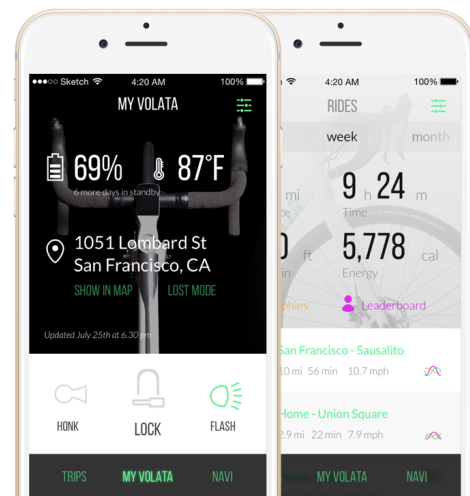 ●●●○○ Sketch 4:20 AM 100%
MY VOLATA
69% 87°F
6 more days in standby
1051 Lombard St
San Francisco, CA
SHOW IN MAP LOST MODE
Updated July 25th at 6.30 pm
HONK LOCK FLASH
TRIPS MY VOLATA NAVI
4:20 AM 100%
RIDES
week month
mi 9 h 24 m
Time
ft 5,778 cal
Energy
Leaderboard
San Francisco - Sausalito
10 mi 56 min 10.7 mph
Home - Union Square
2.9 mi 22 min 7.9 mph
MY VOLATA NAVI